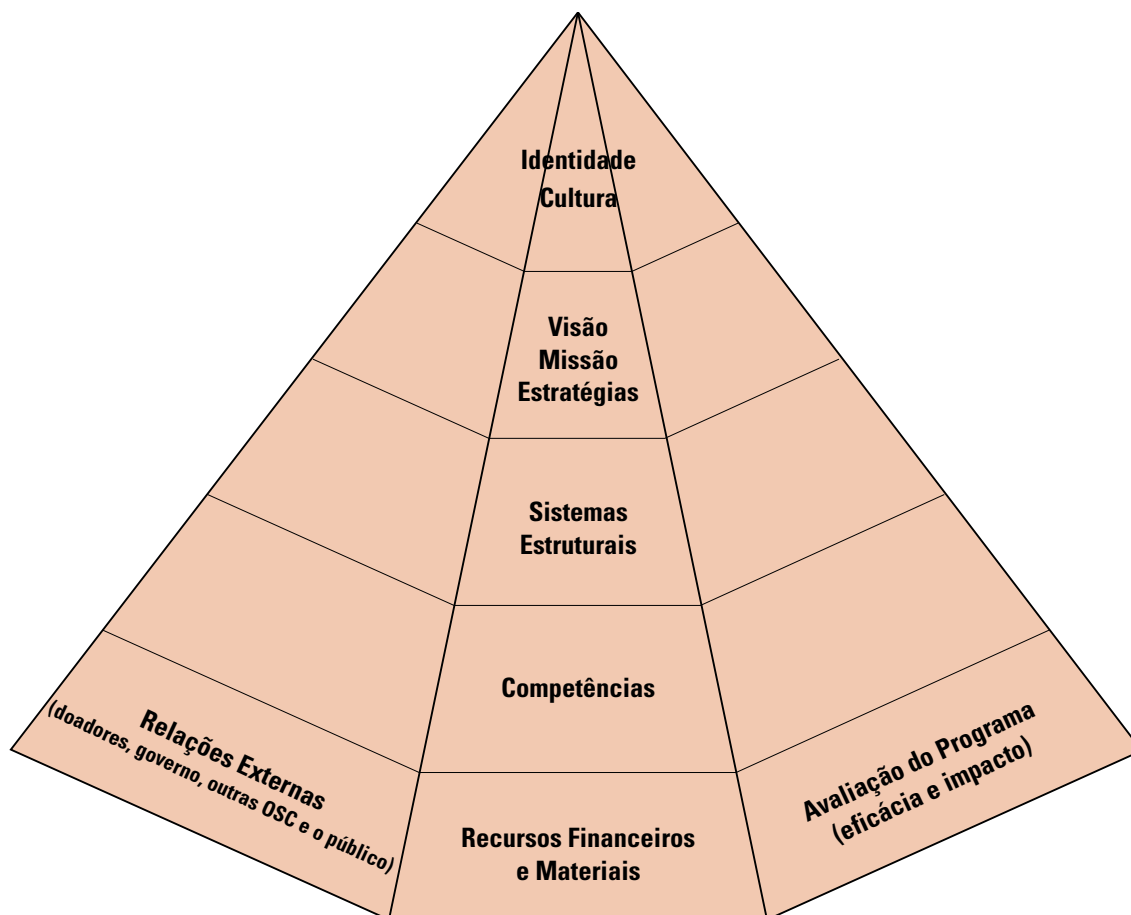 Identidade
Cultura
Visão
Missão
Estratégias
Sistemas
Estruturais
Competências
Relações Externas
(doadores, governo, outras OSC e o público)
Recursos Financeiros
e Materiais
Avaliação do Programa
(eficácia e impacto)